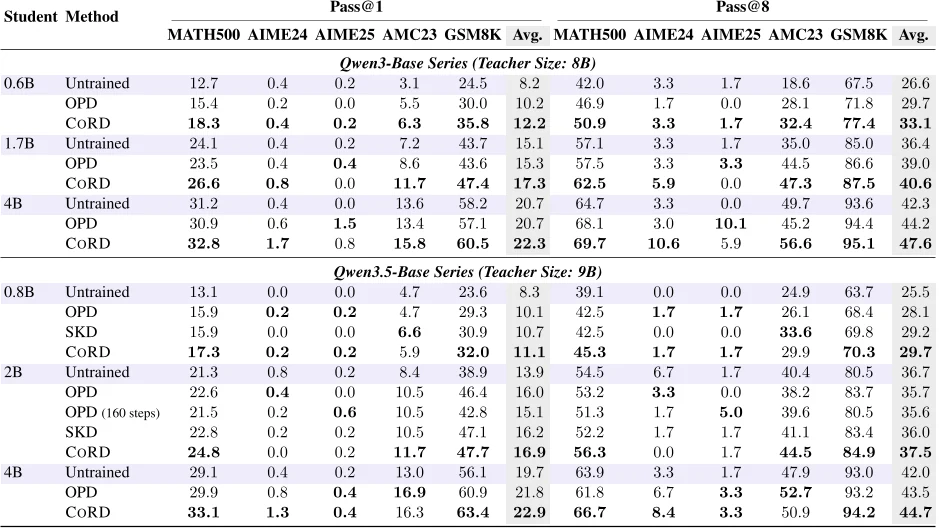 Student Method Pass@1 Pass@8
MATH500 AIME24 AIME25 AMC23 GSM8K Avg. MATH500 AIME24 AIME25 AMC23 GSM8K Avg.
Qwen3-Base Series (Teacher Size: 8B)
0.6B Untrained 12.7 0.4 0.2 3.1 24.5 8.2 42.0 3.3 1.7 18.6 67.5 26.6
OPD 15.4 0.2 0.0 5.5 30.0 10.2 46.9 1.7 0.0 28.1 71.8 29.7
CORD 18.3 0.4 0.2 6.3 35.8 12.2 50.9 3.3 1.7 32.4 77.4 33.1
1.7B Untrained 24.1 0.4 0.2 7.2 43.7 15.1 57.1 3.3 1.7 35.0 85.0 36.4
OPD 23.5 0.4 0.4 8.6 43.6 15.3 57.5 3.3 3.3 44.5 86.6 39.0
CORD 26.6 0.8 0.0 11.7 47.4 17.3 62.5 5.9 0.0 47.3 87.5 40.6
4B Untrained 31.2 0.4 0.0 13.6 58.2 20.7 64.7 3.3 0.0 49.7 93.6 42.3
OPD 30.9 0.6 1.5 13.4 57.1 20.7 68.1 3.0 10.1 45.2 94.4 44.2
CORD 32.8 1.7 0.8 15.8 60.5 22.3 69.7 10.6 5.9 56.6 95.1 47.6
Qwen3.5-Base Series (Teacher Size: 9B)
0.8B Untrained 13.1 0.0 0.0 4.7 23.6 8.3 39.1 0.0 0.0 24.9 63.7 25.5
OPD 15.9 0.2 0.2 4.7 29.3 10.1 42.5 1.7 1.7 26.1 68.4 28.1
SKD 15.9 0.0 0.0 6.6 30.9 10.7 42.5 0.0 0.0 33.6 69.8 29.2
CORD 17.3 0.2 0.2 5.9 32.0 11.1 45.3 1.7 1.7 29.9 70.3 29.7
2B Untrained 21.3 0.8 0.2 8.4 38.9 13.9 54.5 6.7 1.7 40.4 80.5 36.7
OPD 22.6 0.4 0.0 10.5 46.4 16.0 53.2 3.3 0.0 38.2 83.7 35.7
OPD (160 steps) 21.5 0.2 0.6 10.5 42.8 15.1 51.3 1.7 5.0 39.6 80.5 35.6
SKD 22.8 0.2 0.2 10.5 47.1 16.2 52.2 1.7 1.7 41.1 83.4 36.0
CORD 24.8 0.0 0.2 11.7 47.7 16.9 56.3 0.0 1.7 44.5 84.9 37.5
4B Untrained 29.1 0.4 0.2 13.0 56.1 19.7 63.9 3.3 1.7 47.9 93.0 42.0
OPD 29.9 0.8 0.4 16.9 60.9 21.8 61.8 6.7 3.3 52.7 93.2 43.5
CORD 33.1 1.3 0.4 16.3 63.4 22.9 66.7 8.4 3.3 50.9 94.2 44.7